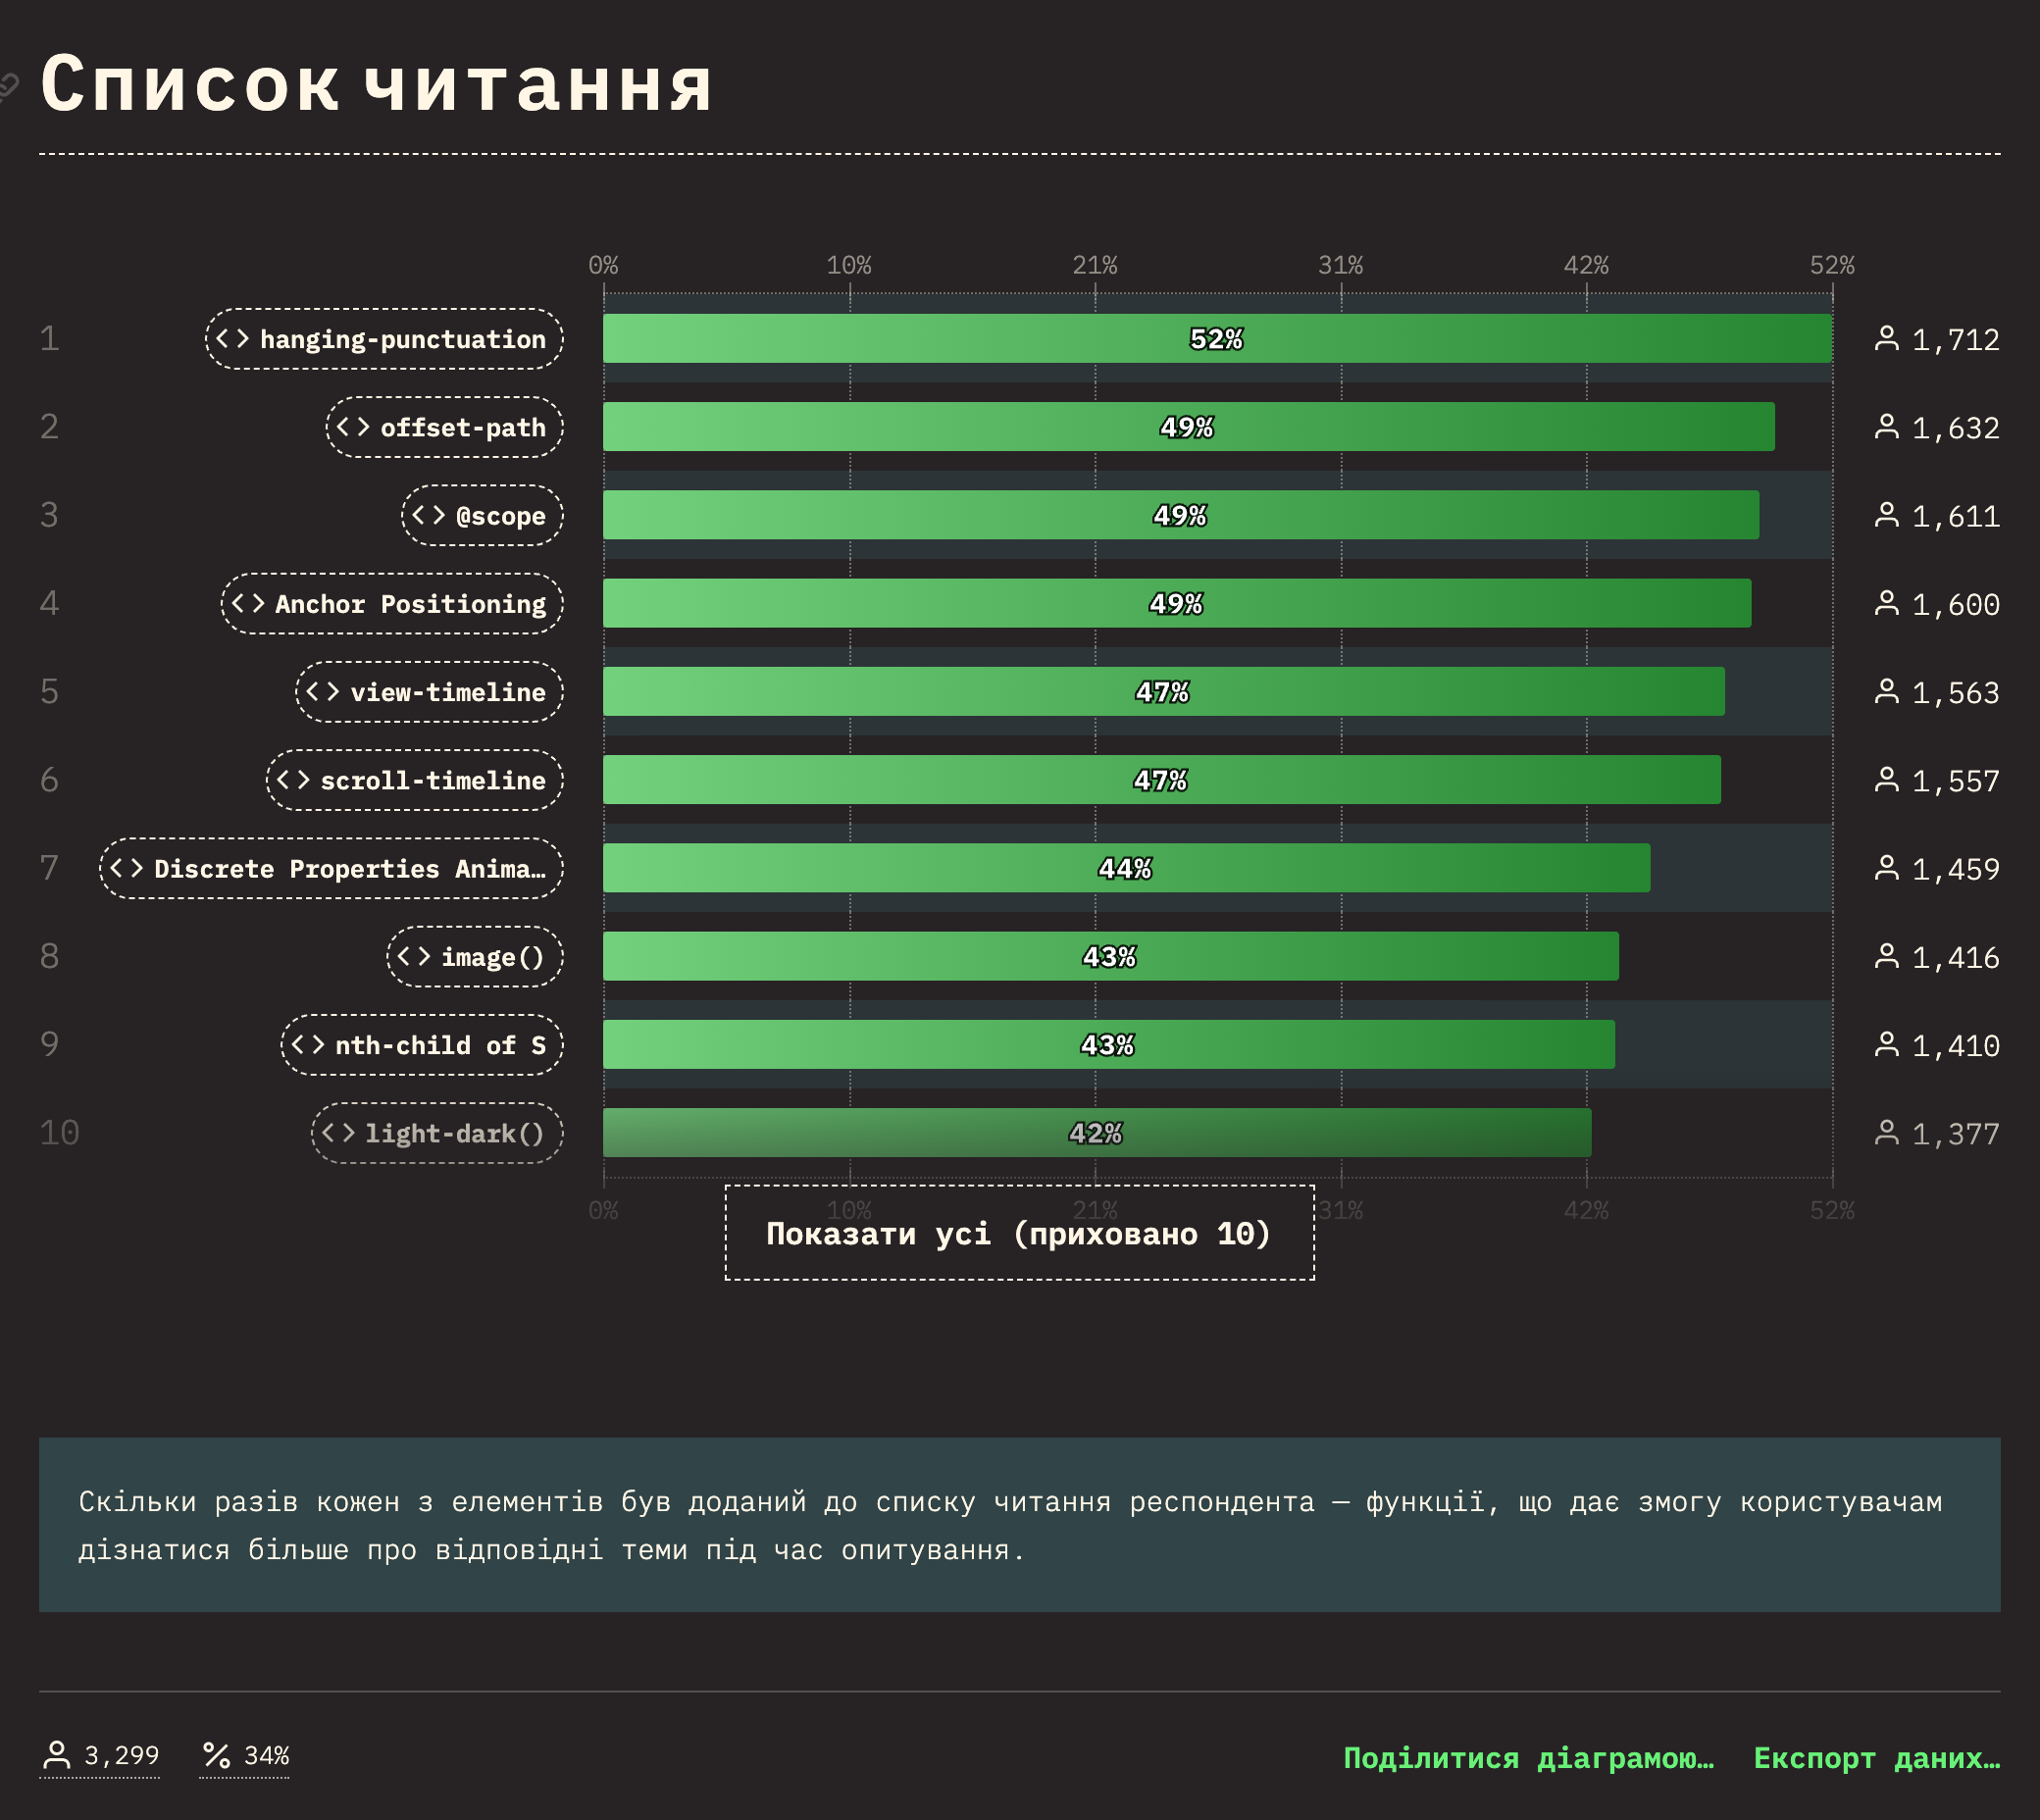 Список читання
0% 10% 21% 31% 42% 52%
1 <> hanging-punctuation 52% 1,712
2 <> offset-path 49% 1,632
3 <> @scope 49% 1,611
4 <> Anchor Positioning 49% 1,600
5 <> view-timeline 47% 1,563
6 <> scroll-timeline 47% 1,557
7 <> Discrete Properties Anima… 44% 1,459
8 <> image() 43% 1,416
9 <> nth-child of S 43% 1,410
10 <> light-dark() 42% 1,377
0% 10% 21% 31% 42% 52%
Показати усі (приховано 10)
Скільки разів кожен з елементів був доданий до списку читання респондента — функції, що дає змогу користувачам
дізнатися більше про відповідні теми під час опитування.
3,299 % 34% Поділитися діаграмою… Експорт даних…